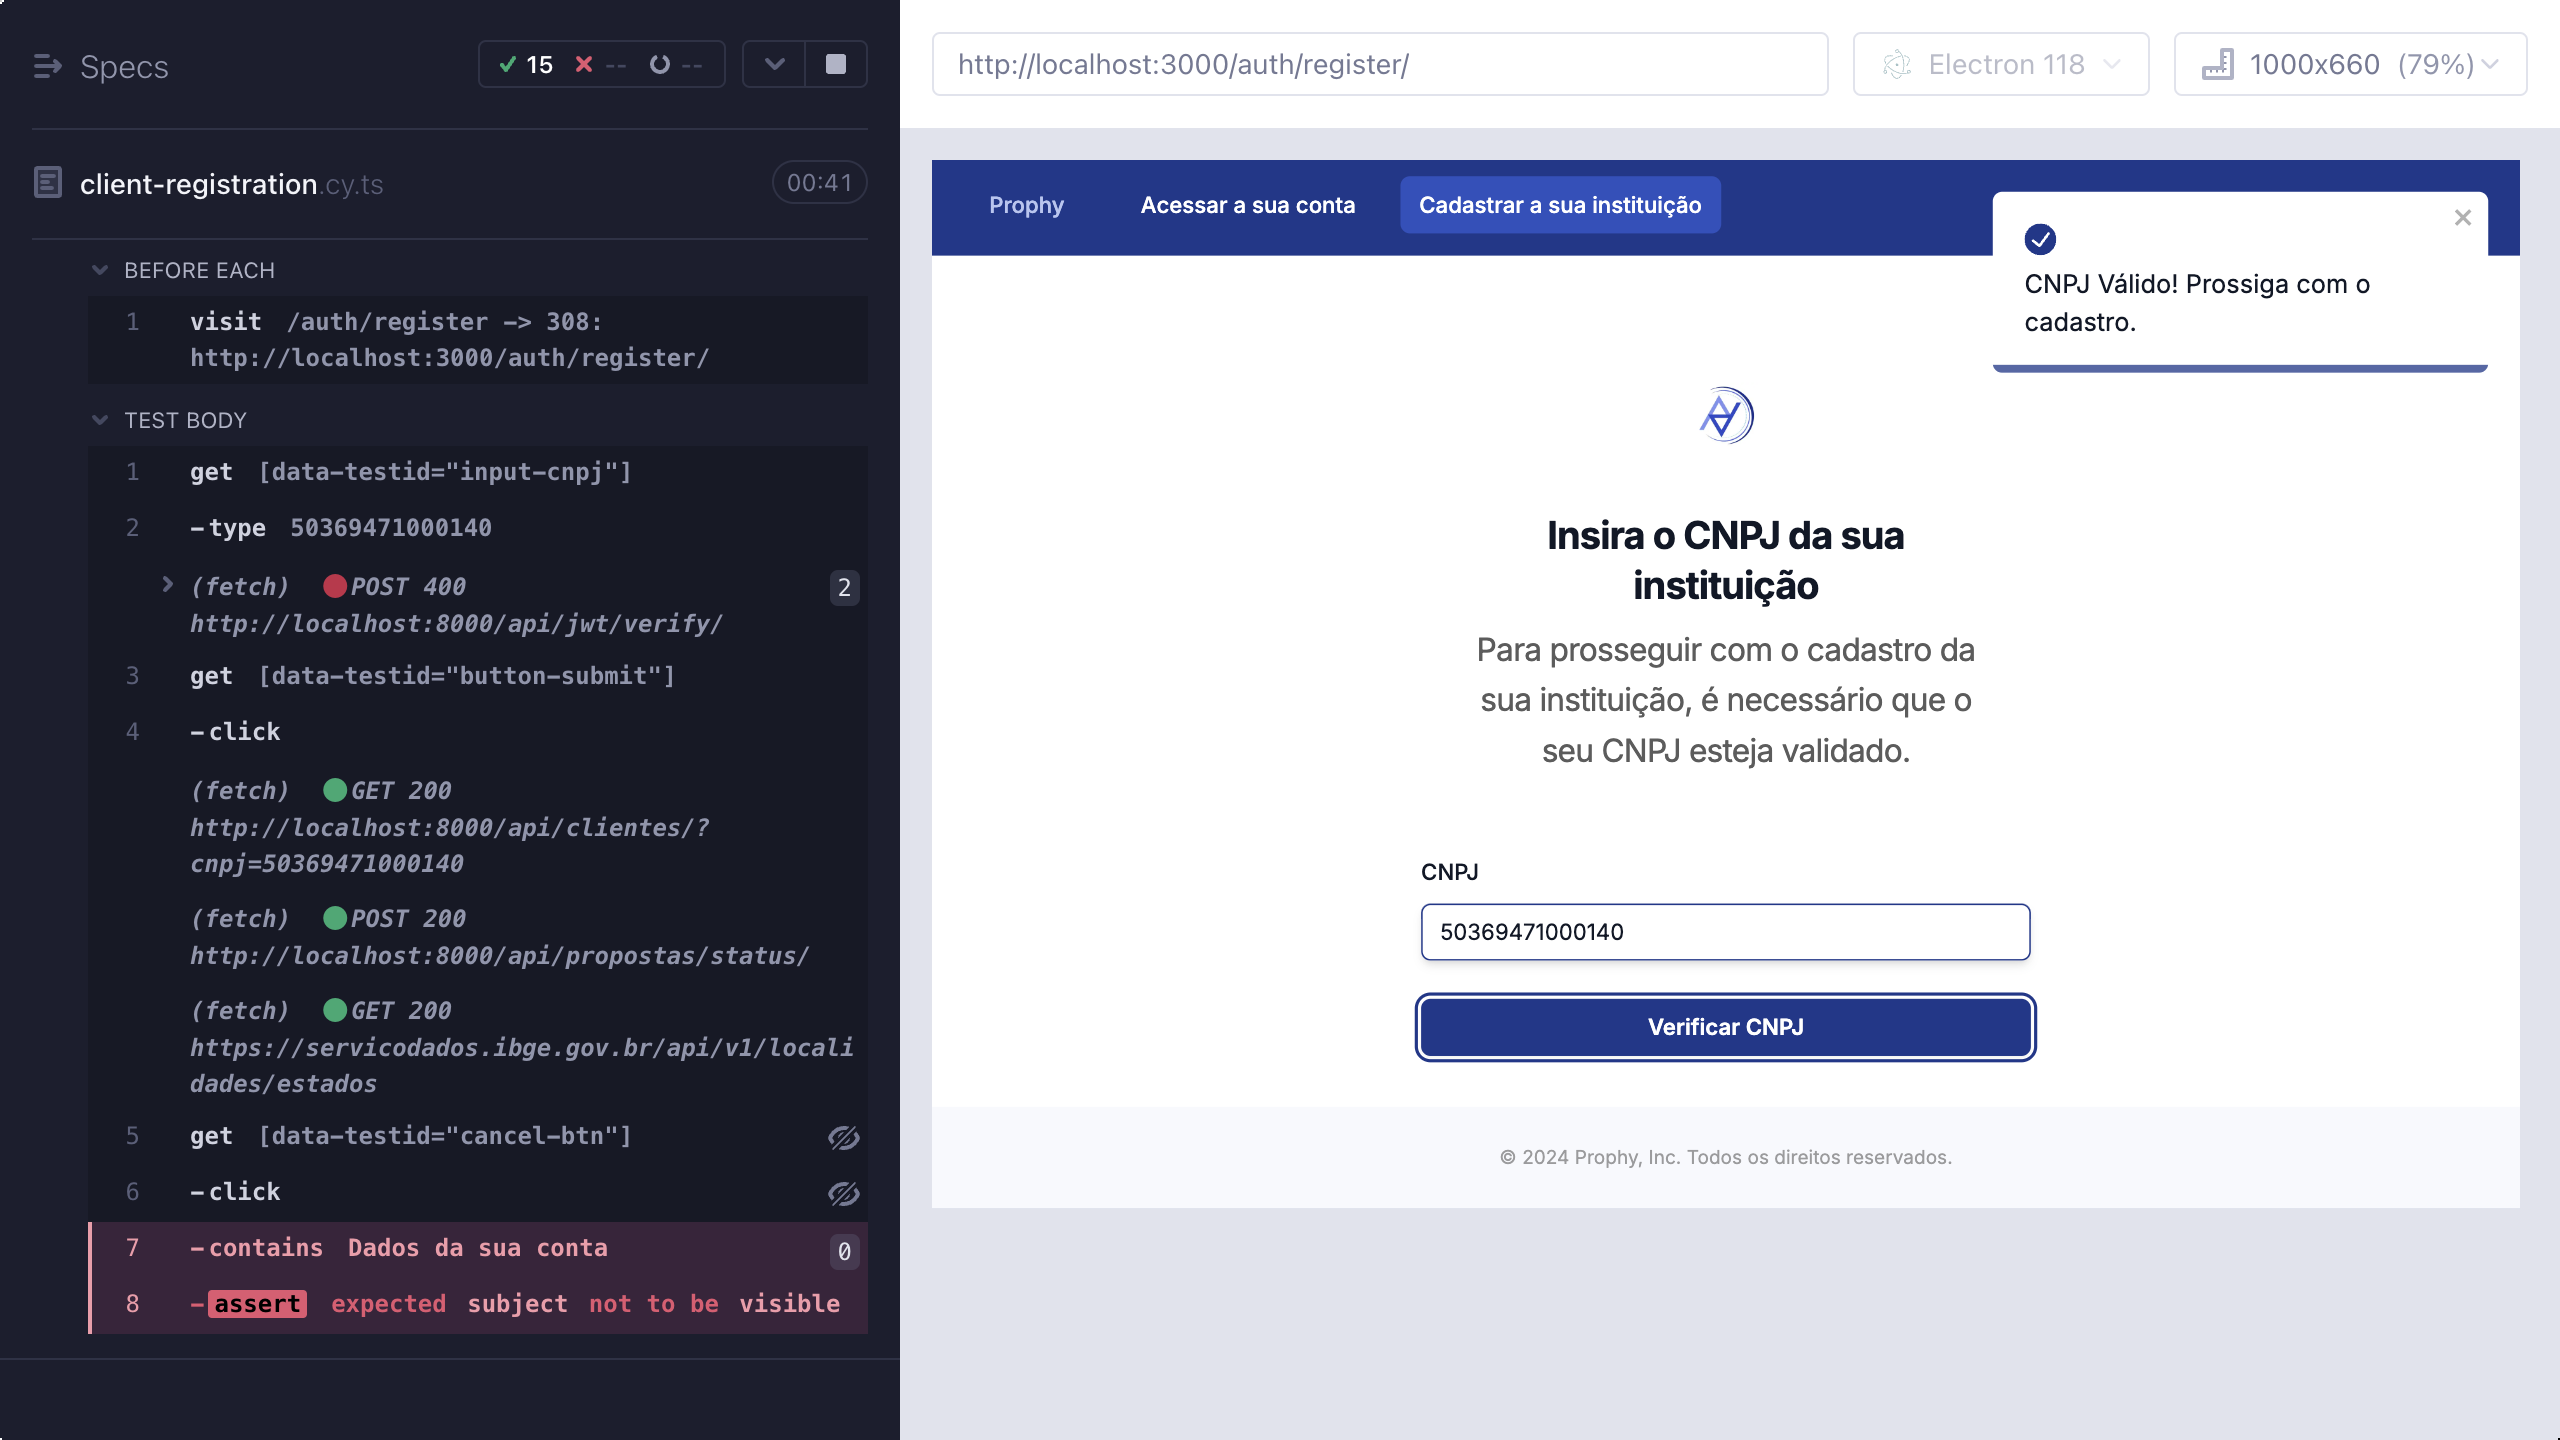 Specs
15
--
--
client-registration.cy.ts
00:41
BEFORE EACH
1 visit /auth/register -> 308:
http://localhost:3000/auth/register/
TEST BODY
1 get [data-testid="input-cnpj"]
2 -type 50369471000140
(fetch) POST 400
2
http://localhost:8000/api/jwt/verify/
3 get [data-testid="button-submit"]
4 -click
(fetch) GET 200
http://localhost:8000/api/clientes/?
cnpj=50369471000140
(fetch) POST 200
http://localhost:8000/api/propostas/status/
(fetch) GET 200
https://servicodados.ibge.gov.br/api/v1/locali
dades/estados
5 get [data-testid="cancel-btn"]
6 -click
7 -contains Dados da sua conta 0
8 -assert expected subject not to be visible
http://localhost:3000/auth/register/
Electron 118
1000x660 (79%)
Prophy
Acessar a sua conta
Cadastrar a sua instituição
CNPJ Válido! Prossiga com o
cadastro.
Insira o CNPJ da sua
instituição
Para prosseguir com o cadastro da
sua instituição, é necessário que o
seu CNPJ esteja validado.
CNPJ
50369471000140
Verificar CNPJ
© 2024 Prophy, Inc. Todos os direitos reservados.